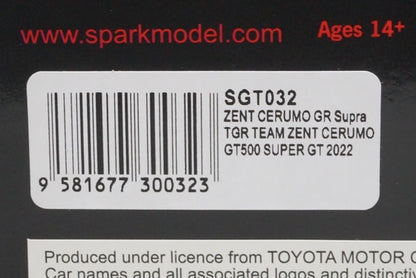 www.sparkmodel.com Ages 14+
SGT032
ZENT CERUMO GR Supra
TGR TEAM ZENT CERUMO
GT500 SUPER GT 2022
9 581677 300323
Produced under licence from TOYOTA MOTOR
Car names and all associated logos and